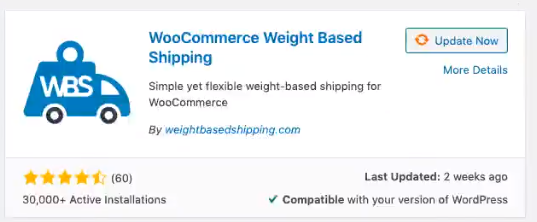 WooCommerce Weight Based
Shipping
Update Now
More Details
WBS
Simple yet flexible weight-based shipping for
WooCommerce
By weightbasedshipping.com
(60)
Last Updated: 2 weeks ago
30,000+ Active Installations
✔ Compatible with your version of WordPress